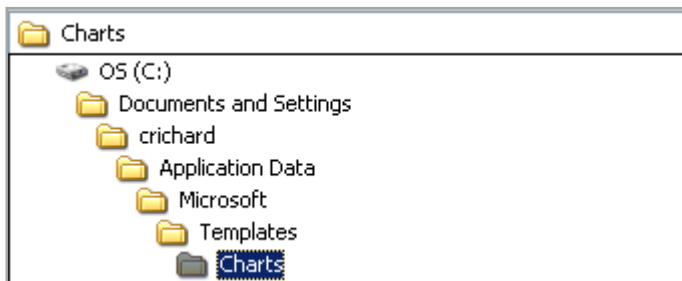 Charts
OS (C:)
Documents and Settings
crichard
Application Data
Microsoft
Templates
Charts